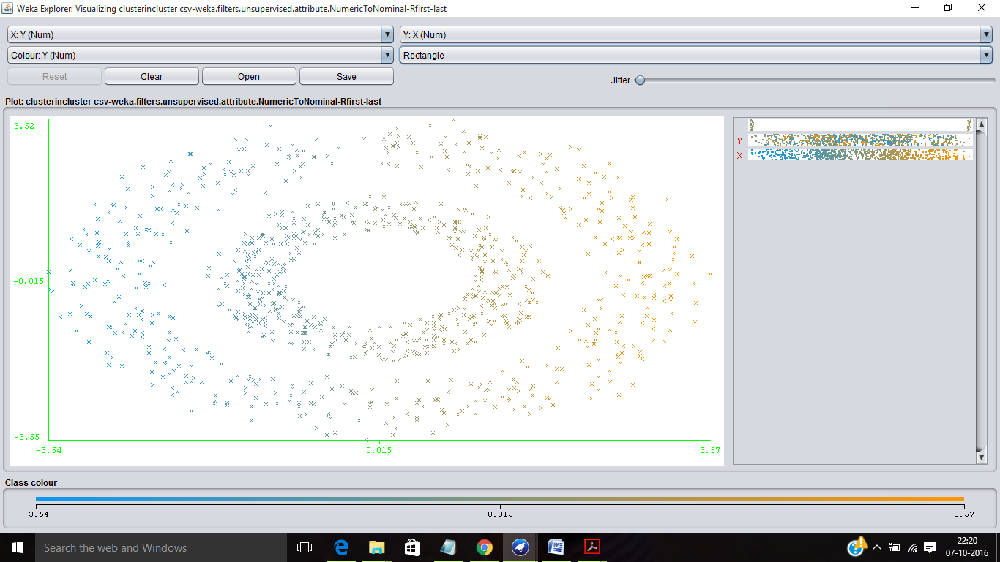 Weka Explorer: Visualizing clusterincluster csv-weka.filters.unsupervised.attribute.NumericToNominal-Rfirst-last
X: Y (Num)
Y: X (Num)
Colour: Y (Num)
Rectangle
Reset
Clear
Open
Save
Jitter
Plot: clusterincluster csv-weka.filters.unsupervised.attribute.NumericToNominal-Rfirst-last
3.52
-0.015
-3.55
-3.54
0.015
3.57
Y
X
Class colour
-3.54
0.015
3.57
Search the web and Windows
22:20
07-10-2016